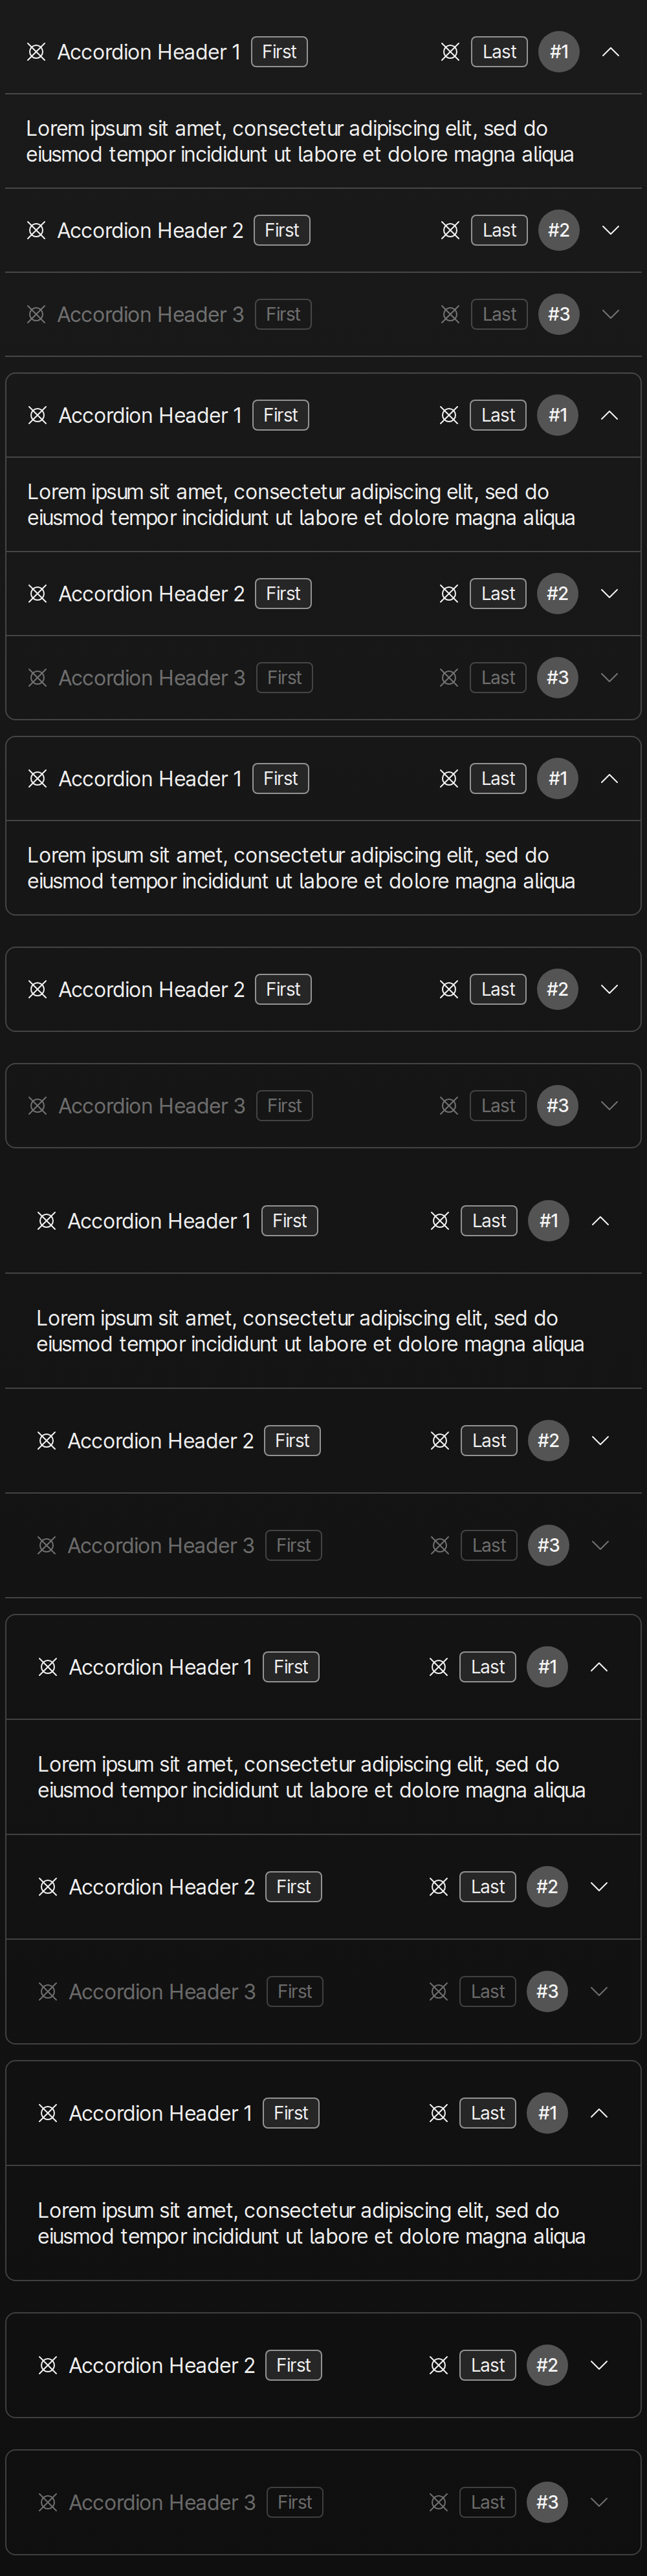 Accordion Header 1 First Last #1
Lorem ipsum sit amet, consectetur adipiscing elit, sed do
eiusmod tempor incididunt ut labore et dolore magna aliqua
Accordion Header 2 First Last #2
Accordion Header 3 First Last #3
Accordion Header 1 First Last #1
Lorem ipsum sit amet, consectetur adipiscing elit, sed do
eiusmod tempor incididunt ut labore et dolore magna aliqua
Accordion Header 2 First Last #2
Accordion Header 3 First Last #3
Accordion Header 1 First Last #1
Lorem ipsum sit amet, consectetur adipiscing elit, sed do
eiusmod tempor incididunt ut labore et dolore magna aliqua
Accordion Header 2 First Last #2
Accordion Header 3 First Last #3
Accordion Header 1 First Last #1
Lorem ipsum sit amet, consectetur adipiscing elit, sed do
eiusmod tempor incididunt ut labore et dolore magna aliqua
Accordion Header 2 First Last #2
Accordion Header 3 First Last #3
Accordion Header 1 First Last #1
Lorem ipsum sit amet, consectetur adipiscing elit, sed do
eiusmod tempor incididunt ut labore et dolore magna aliqua
Accordion Header 2 First Last #2
Accordion Header 3 First Last #3
Accordion Header 1 First Last #1
Lorem ipsum sit amet, consectetur adipiscing elit, sed do
eiusmod tempor incididunt ut labore et dolore magna aliqua
Accordion Header 2 First Last #2
Accordion Header 3 First Last #3